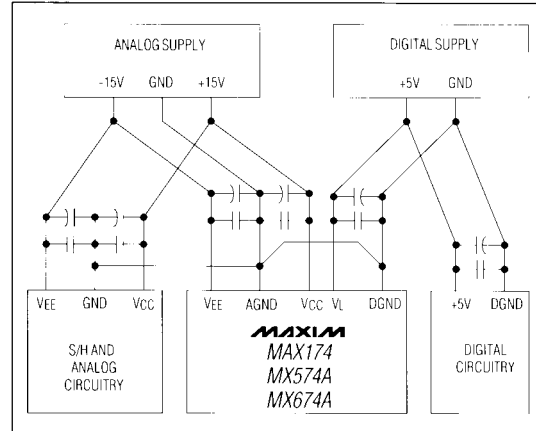 ANALOG SUPPLY
-15V GND +15V
DIGITAL SUPPLY
+5V GND
VEE GND VCC
S/H AND
ANALOG
CIRCUITRY
VEE AGND VCC VL DGND
MAXIM
MAX174
MX574A
MX674A
+5V DGND
DIGITAL
CIRCUITRY